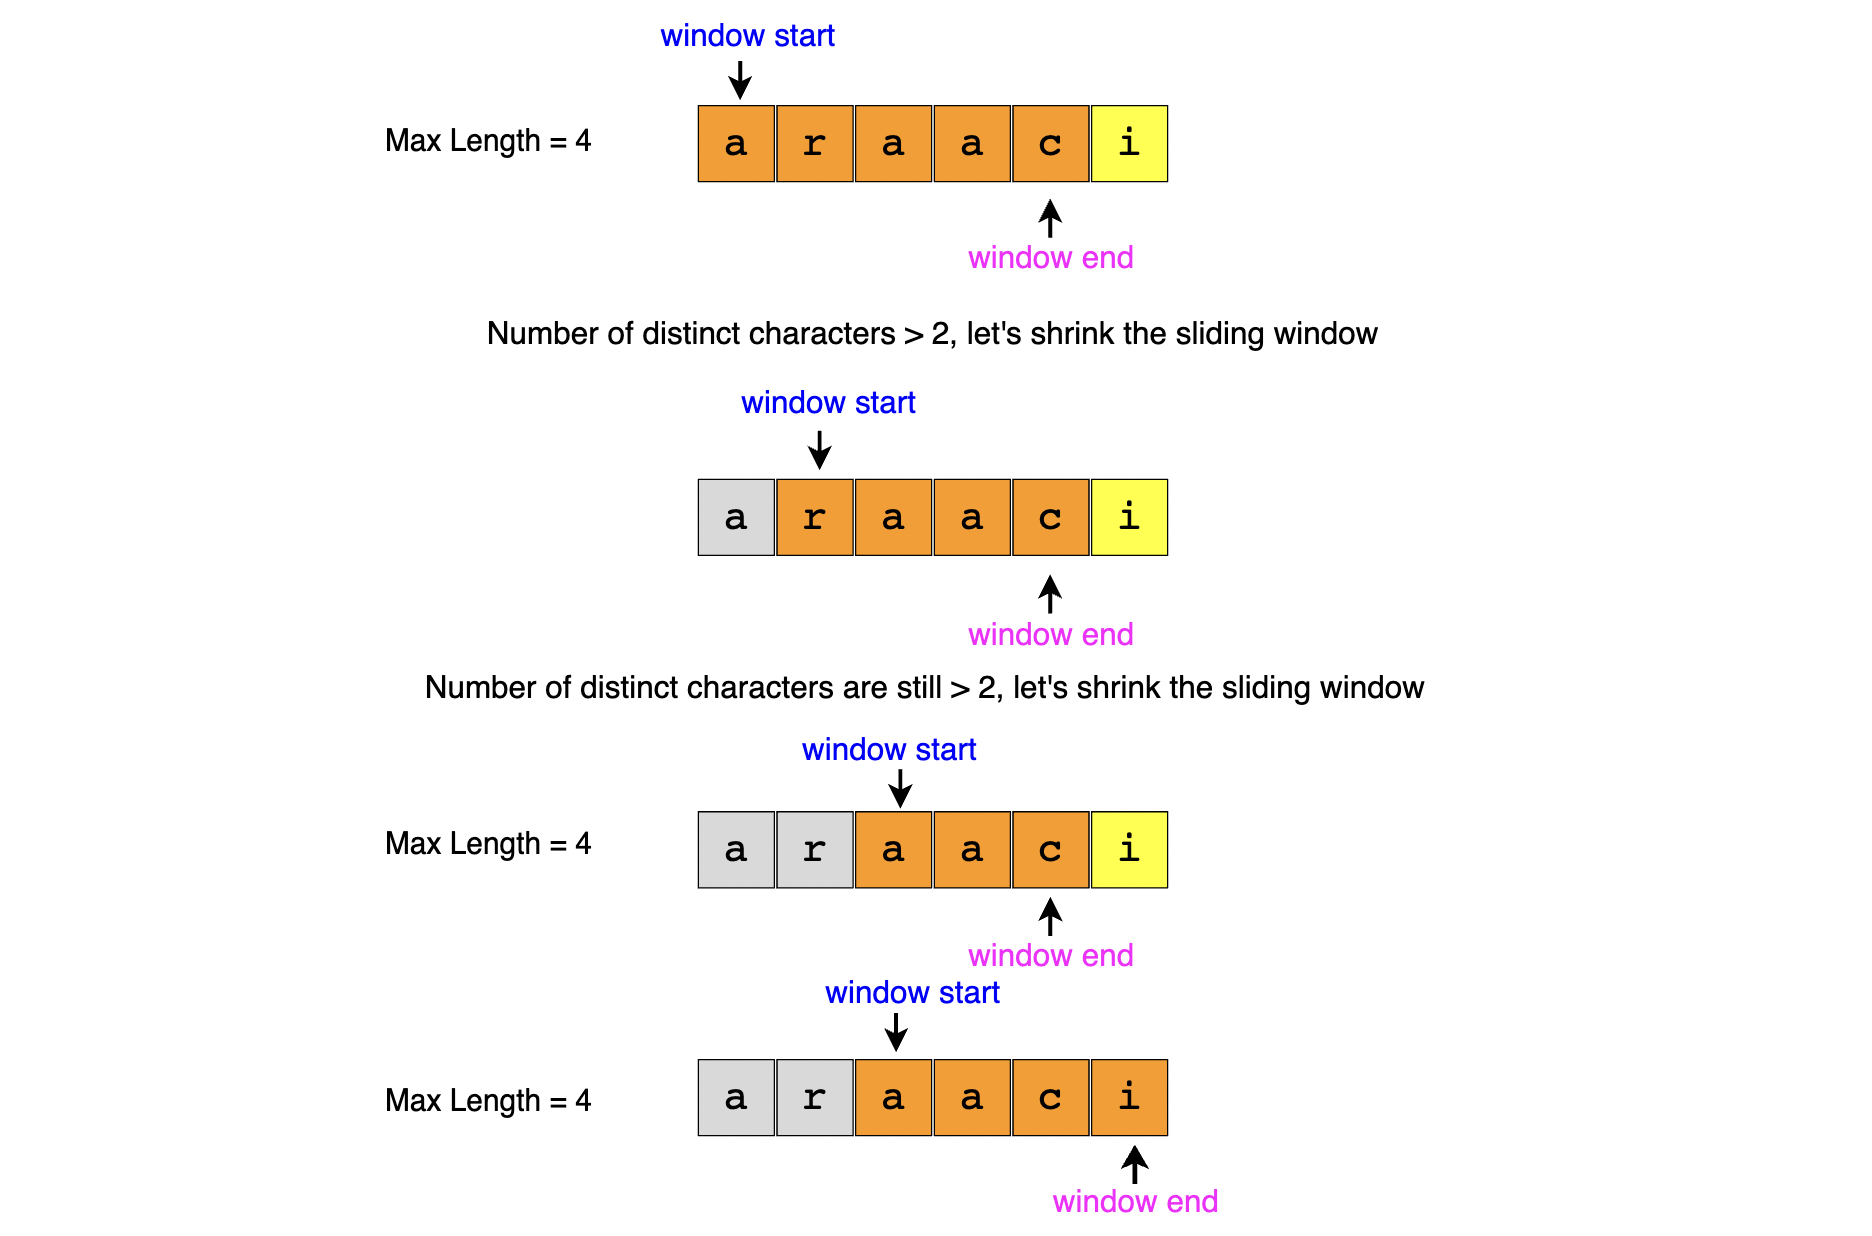 window start
Max Length = 4
a r a a c i
window end
Number of distinct characters > 2, let's shrink the sliding window
window start
a r a a c i
window end
Number of distinct characters are still > 2, let's shrink the sliding window
window start
Max Length = 4
a r a a c i
window end
window start
Max Length = 4
a r a a c i
window end